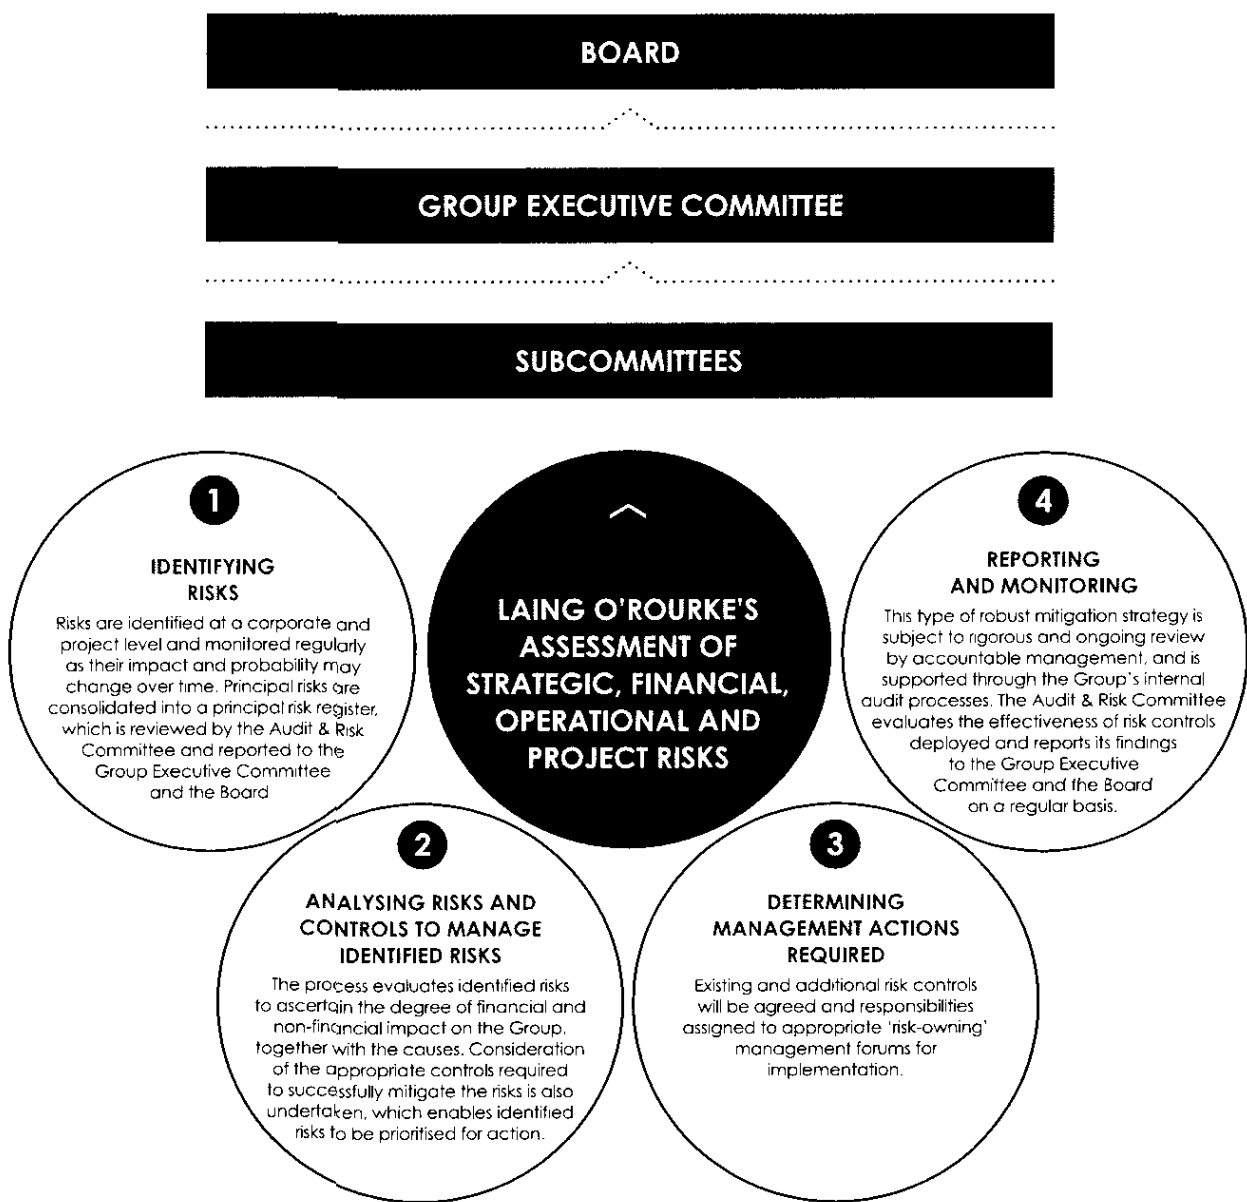 BOARD
GROUP EXECUTIVE COMMITTEE
SUBCOMMITTEES
1
IDENTIFYING
RISKS
Risks are identified at a corporate and
project level and monitored regularly
as their impact and probability may
change over time. Principal risks are
consolidated into a principal risk register,
which is reviewed by the Audit & Risk
Committee and reported to the
Group Executive Committee
and the Board
LAING O'ROURKE'S
ASSESSMENT OF
STRATEGIC, FINANCIAL,
OPERATIONAL AND
PROJECT RISKS
4
REPORTING
AND MONITORING
This type of robust mitigation strategy is
subject to rigorous and ongoing review
by accountable management, and is
supported through the Group's internal
audit processes. The Audit & Risk Committee
evaluates the effectiveness of risk controls
deployed and reports its findings
to the Group Executive
Committee and the Board
on a regular basis.
2
ANALYSING RISKS AND
CONTROLS TO MANAGE
IDENTIFIED RISKS
The process evaluates identified risks
to ascertain the degree of financial and
non-financial impact on the Group,
together with the causes. Consideration
of the appropriate controls required
to successfully mitigate the risks is also
undertaken, which enables identified
risks to be prioritised for action.
3
DETERMINING
MANAGEMENT ACTIONS
REQUIRED
Existing and additional risk controls
will be agreed and responsibilities
assigned to appropriate 'risk-owning'
management forums for
implementation.